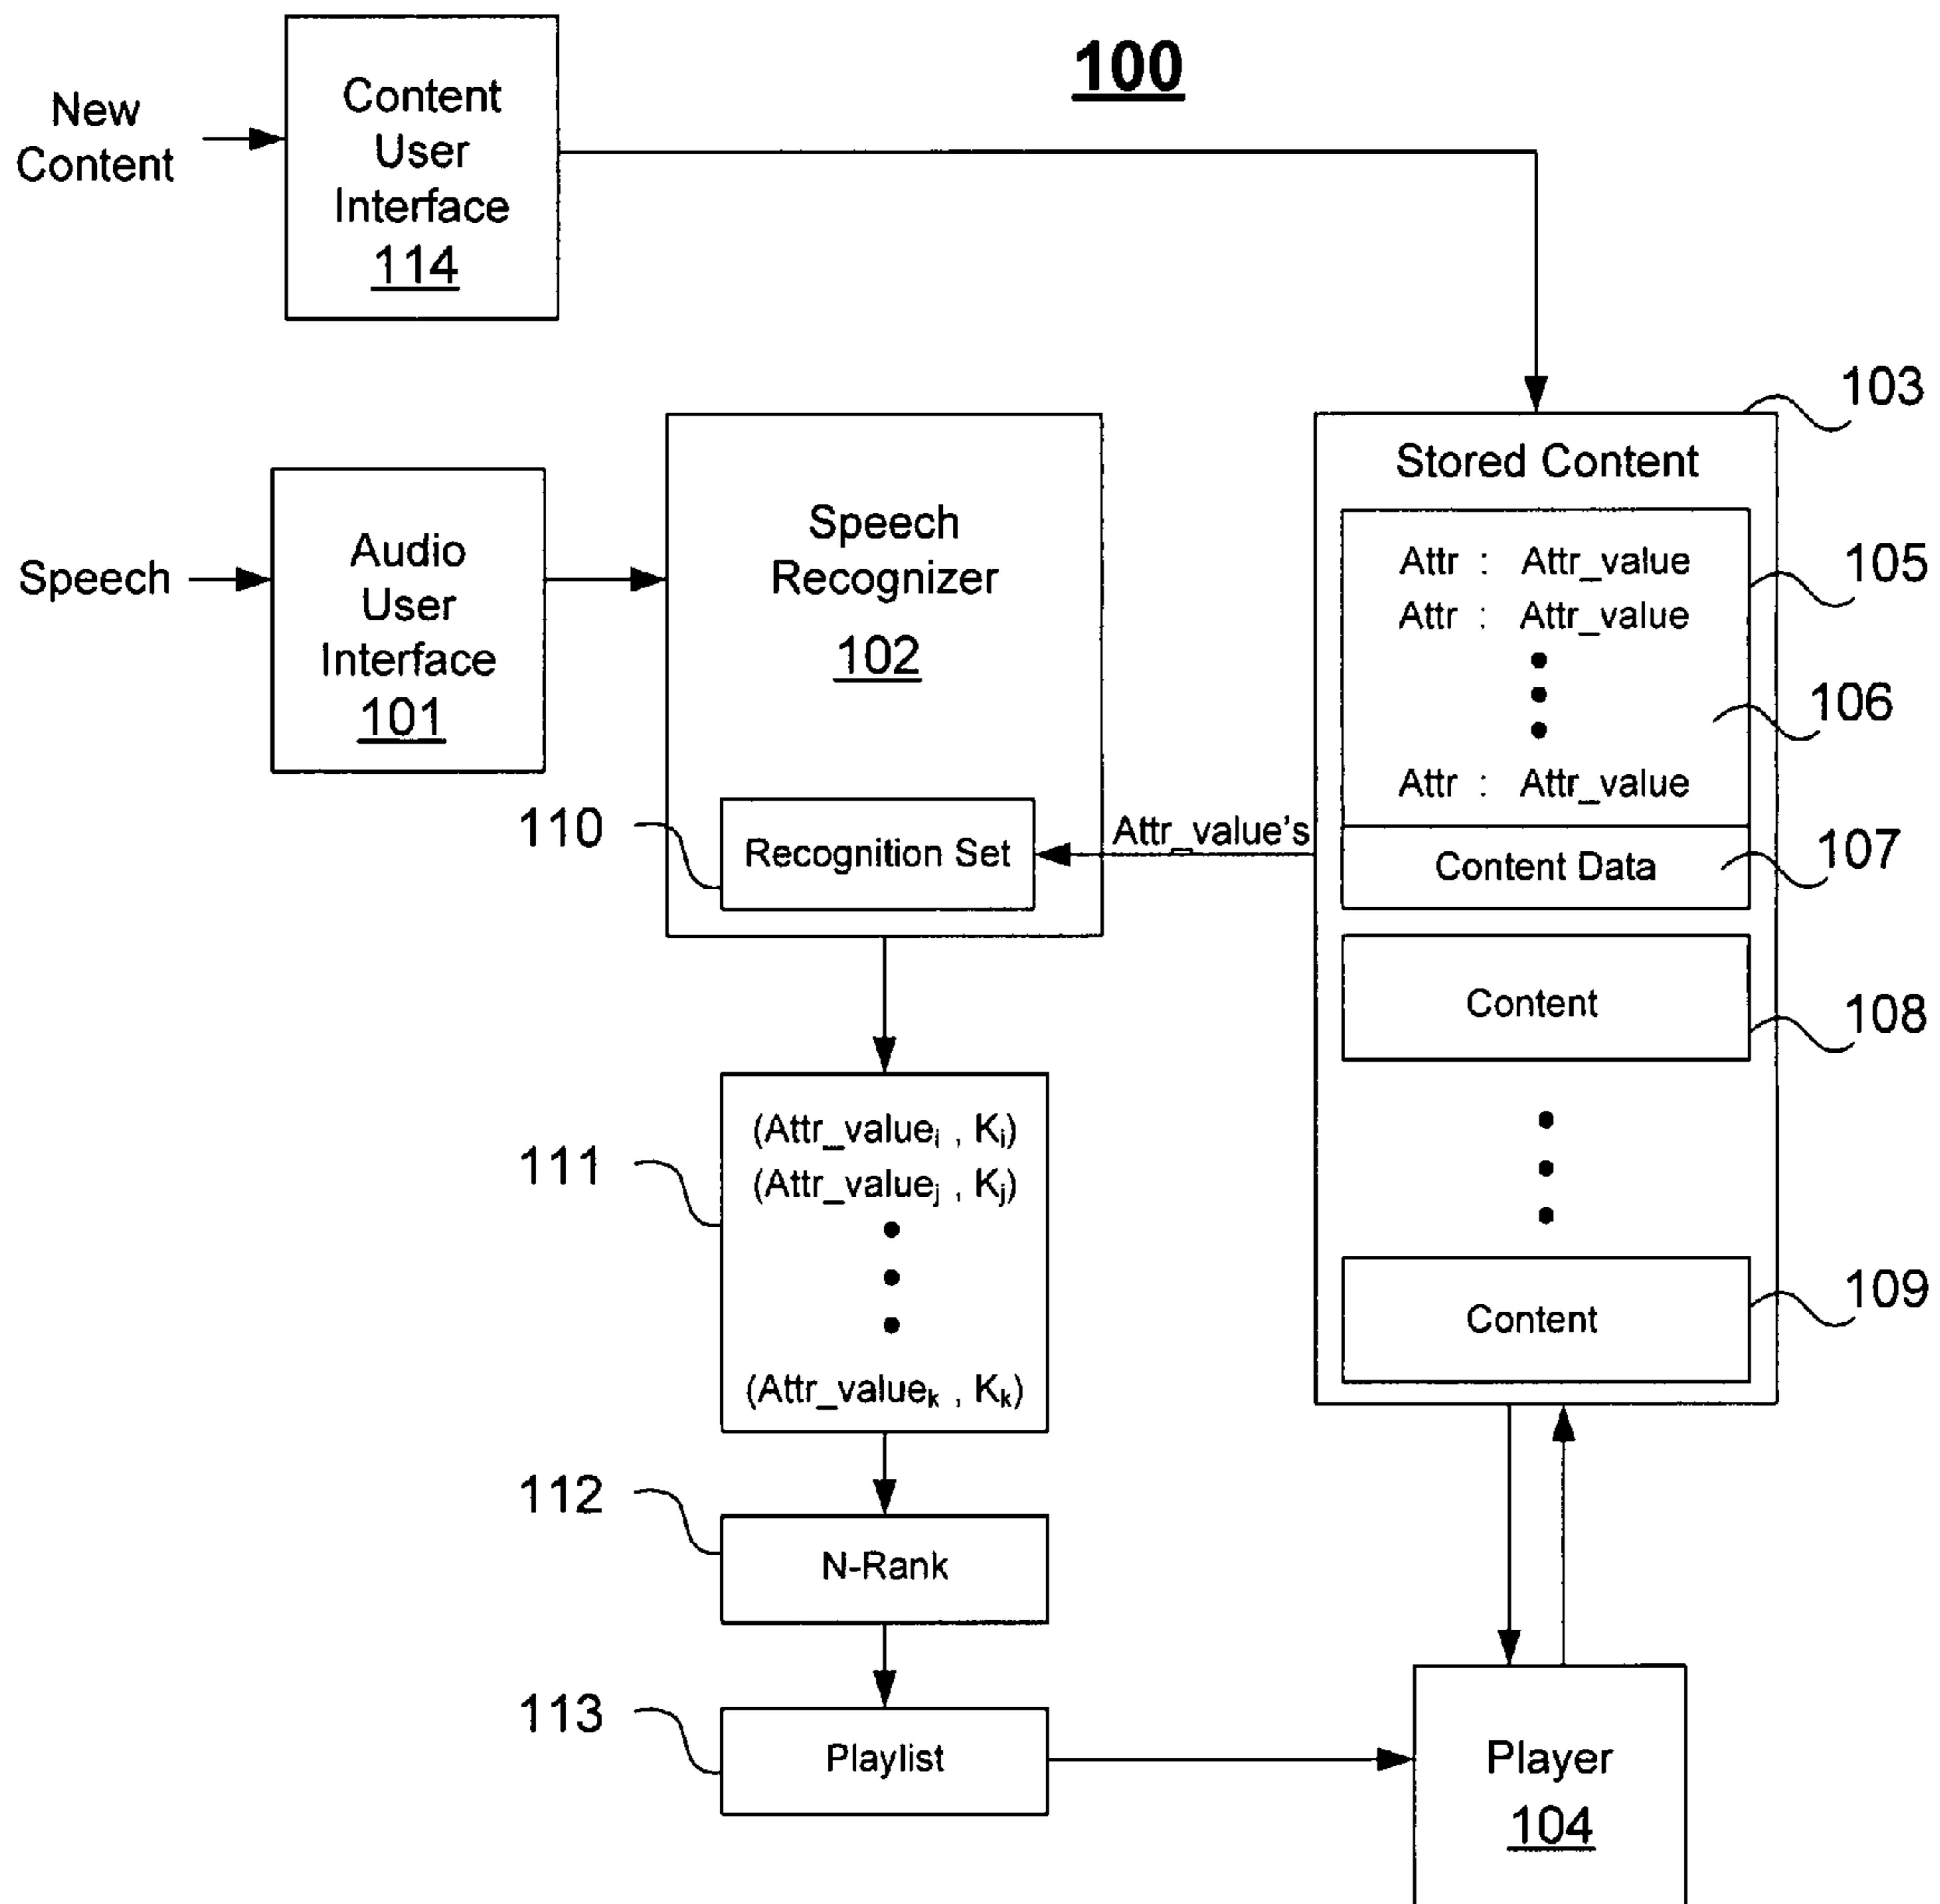 100
New
Content
Content
User
Interface
114
103
Stored Content
Speech
Audio
User
Interface
101
Speech
Recognizer
102
Attr : Attr_value
Attr : Attr_value
Attr : Attr_value
105
106
110
Recognition Set
Attr_value's
Content Data
107
Content
108
111
(Attr_valueᵢ , Kᵢ)
(Attr_valueⱼ , Kⱼ)
(Attr_valueₖ , Kₖ)
Content
109
112
N-Rank
113
Playlist
Player
104